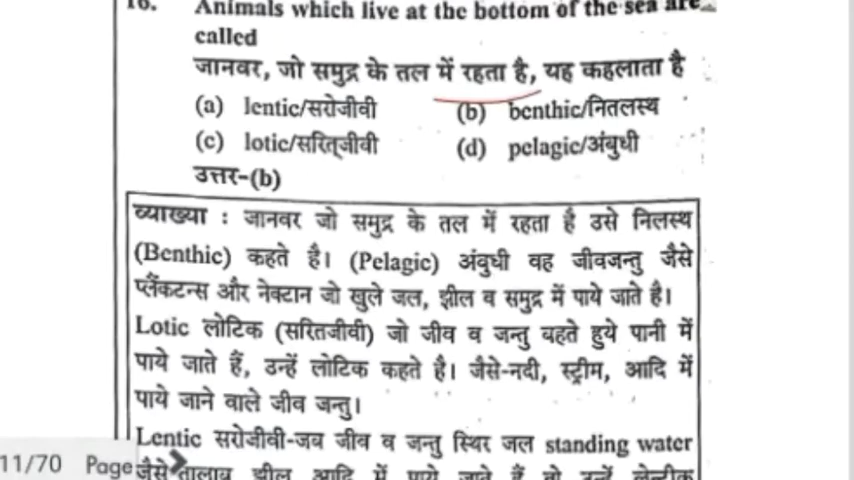 16. Animals which live at the bottom of the sea are
called
जानवर, जो समुद्र के तल में रहता है, यह कहलाता है
(a) lentic/सरोजीवी (b) benthic/नितलस्थ
(c) lotic/सरित्जीवी (d) pelagic/अंबुधी
उत्तर-(b)
व्याख्या : जानवर जो समुद्र के तल में रहता है उसे निलस्थ
(Benthic) कहते है। (Pelagic) अंबुधी वह जीवजन्तु जैसे
प्लैंकटन्स और नेक्टान जो खुले जल, झील व समुद्र में पाये जाते है।
Lotic लोटिक (सरितजीवी) जो जीव व जन्तु बहते हुये पानी में
पाये जाते हैं, उन्हें लोटिक कहते है। जैसे-नदी, स्ट्रीम, आदि में
पाये जाने वाले जीव जन्तु।
Lentic सरोजीवी-जब जीव व जन्तु स्थिर जल standing water
जैसे तालाव झील आदि में पाये जाते हैं तो उन्हें लेन्टीक
11/70 Page